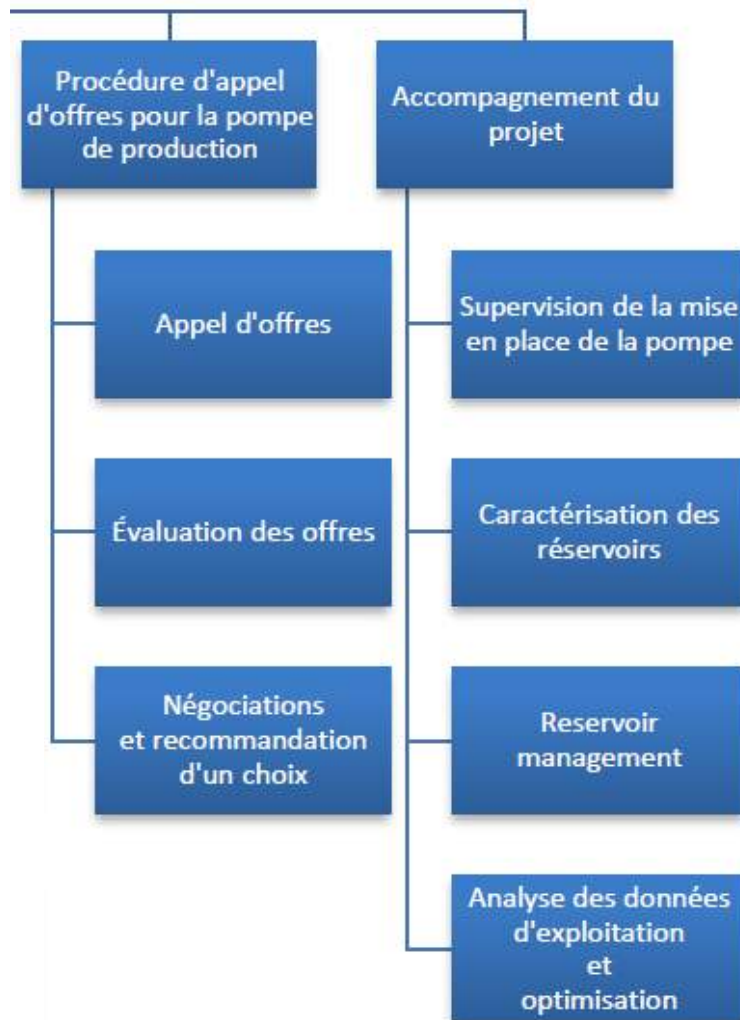 Procédure d'appel
d'offres pour la pompe
de production
Appel d'offres
Évaluation des offres
Négociations
et recommandation
d'un choix
Accompagnement du
projet
Supervision de la mise
en place de la pompe
Caractérisation des
réservoirs
Reservoir
management
Analyse des données
d'exploitation
et
optimisation